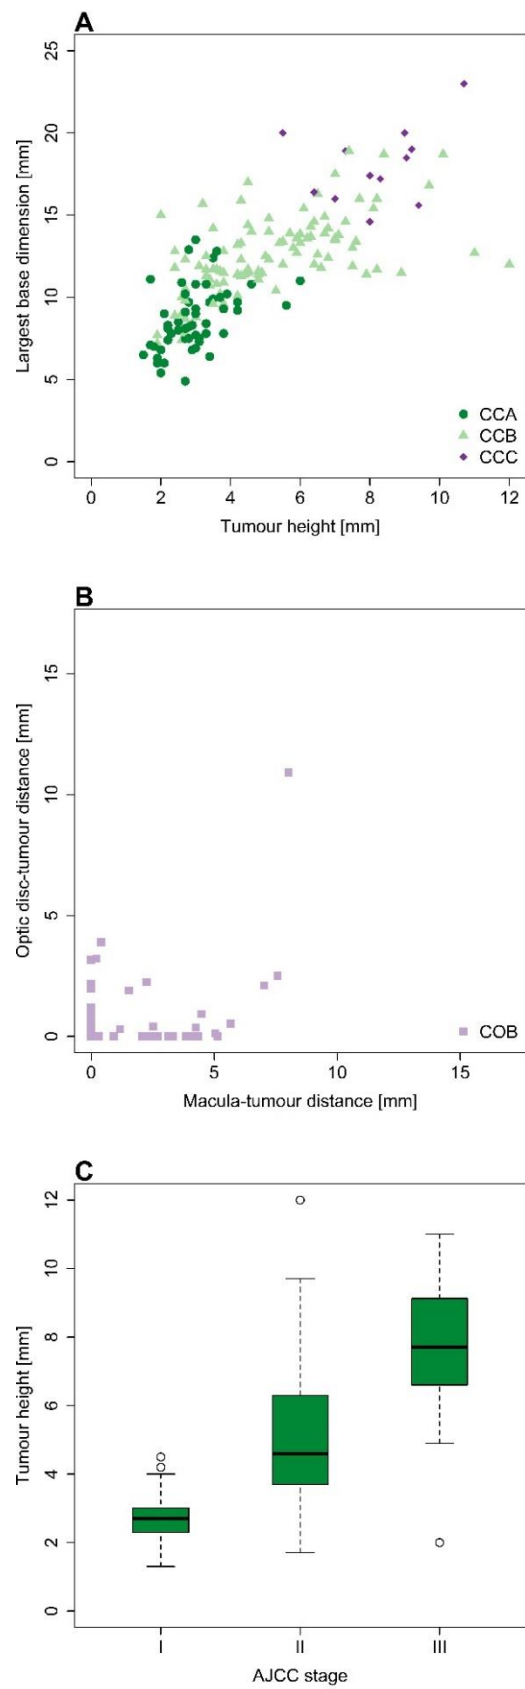 A
25
20
15
10
5
0
Largest base dimension [mm]
CCA
CCB
CCC
0 2 4 6 8 10 12
Tumour height [mm]
B
15
10
5
0
Optic disc-tumour distance [mm]
COB
0 5 10 15
Macula-tumour distance [mm]
C
12
10
8
6
4
2
0
Tumour height [mm]
I II III
AJCC stage